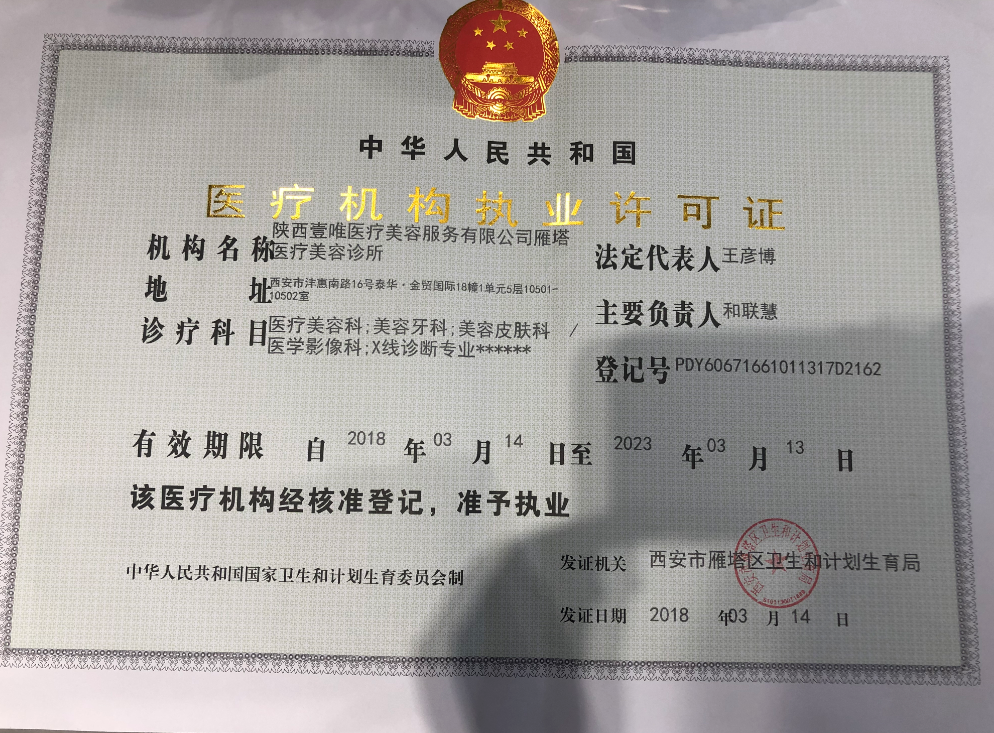 中华人民共和国
医疗机构执业许可证
机构名称 陕西壹唯医疗美容服务有限公司雁塔
医疗美容诊所
法定代表人 王彦博
地址 西安市沣惠南路16号泰华·金贸国际18幢1单元5层10501-
10502室
主要负责人 和联慧
诊疗科目 医疗美容科;美容牙科;美容皮肤科 /
医学影像科;X线诊断专业******
登记号 PDY60671661011317D2162
有效期限 自 2018 年 03 月 14 日至 2023 年 03 月 13 日
该医疗机构经核准登记，准予执业
中华人民共和国国家卫生和计划生育委员会制
发证机关 西安市雁塔区卫生和计划生育局
发证日期 2018 年 03 月 14 日